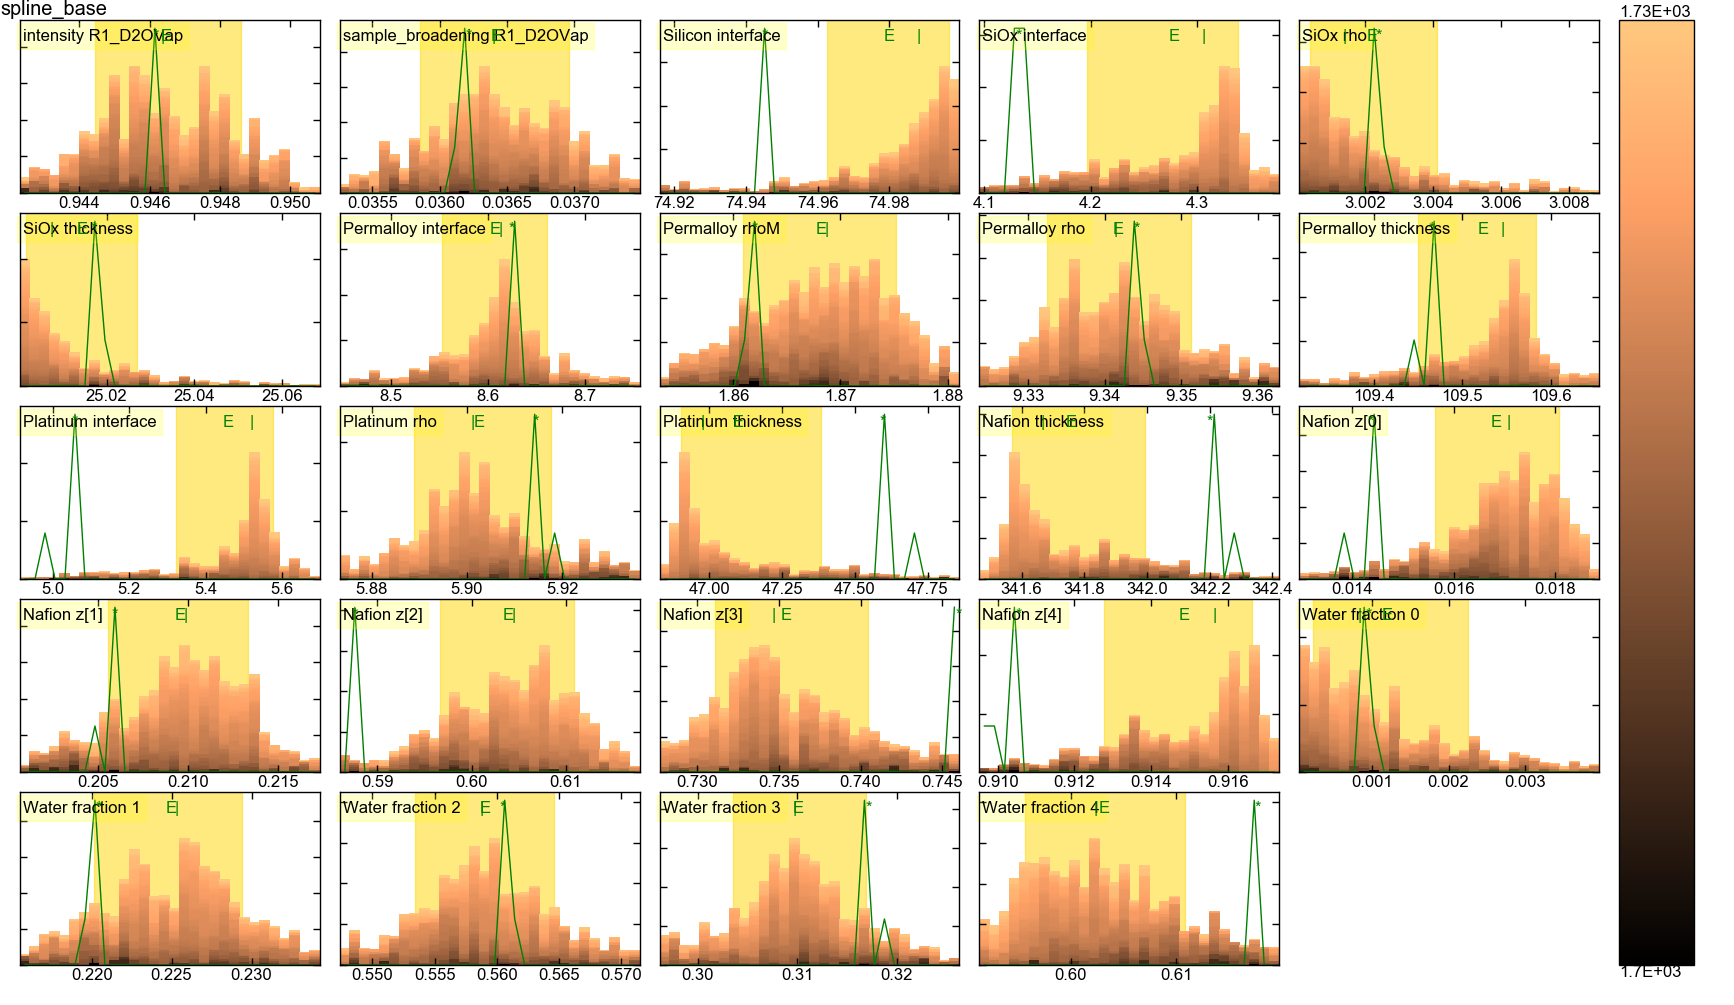 spline_base
1.73E+03
intensity R1_D2OVap
sample_broadening R1_D2OVap
Silicon interface
SiOx interface
SiOx rho
0.944 0.946 0.948 0.950
0.0355 0.0360 0.0365 0.0370
74.92 74.94 74.96 74.98
4.1 4.2 4.3
3.002 3.004 3.006 3.008
SiOx thickness
Permalloy interface
Permalloy rhoM
Permalloy rho
Permalloy thickness
25.02 25.04 25.06
8.5 8.6 8.7
1.86 1.87 1.88
9.33 9.34 9.35 9.36
109.4 109.5 109.6
Platinum interface
Platinum rho
Platinum thickness
Nafion thickness
Nafion z[0]
5.0 5.2 5.4 5.6
5.88 5.90 5.92
47.00 47.25 47.50 47.75
341.6 341.8 342.0 342.2 342.4
0.014 0.016 0.018
Nafion z[1]
Nafion z[2]
Nafion z[3]
Nafion z[4]
Water fraction 0
0.205 0.210 0.215
0.59 0.60 0.61
0.730 0.735 0.740 0.745
0.910 0.912 0.914 0.916
0.001 0.002 0.003
Water fraction 1
Water fraction 2
Water fraction 3
Water fraction 4
0.220 0.225 0.230
0.550 0.555 0.560 0.565 0.570
0.30 0.31 0.32
0.60 0.61
1.7E+03